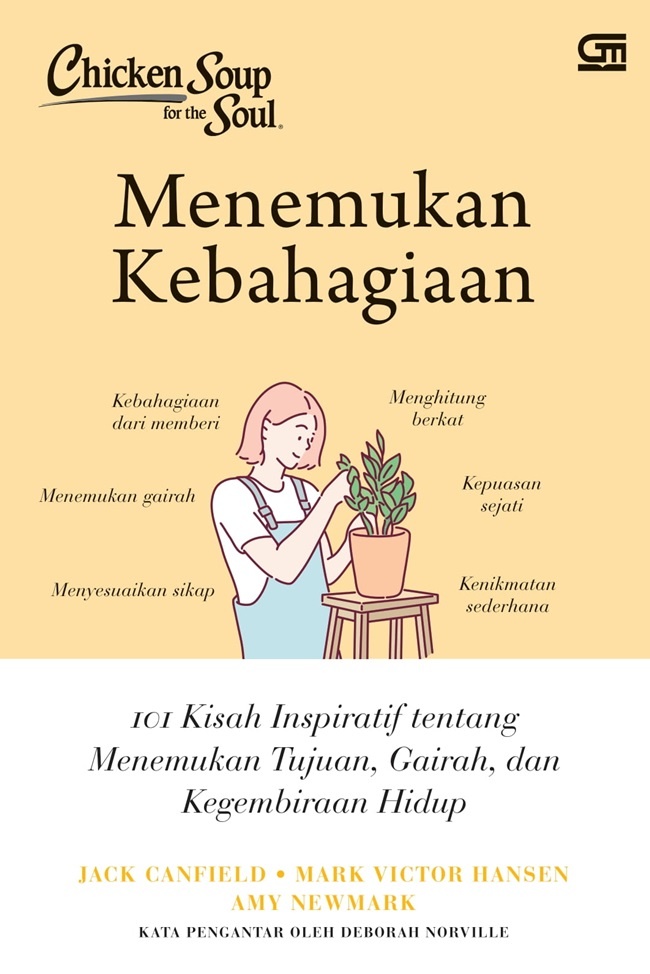 Chicken Soup
for the Soul®
GM
Menemukan
Kebahagiaan
Kebahagiaan
dari memberi
Menghitung
berkat
Menemukan gairah
Kepuasan
sejati
Menyesuaikan sikap
Kenikmatan
sederhana
101 Kisah Inspiratif tentang
Menemukan Tujuan, Gairah, dan
Kegembiraan Hidup
JACK CANFIELD • MARK VICTOR HANSEN
AMY NEWMARK
KATA PENGANTAR OLEH DEBORAH NORVILLE